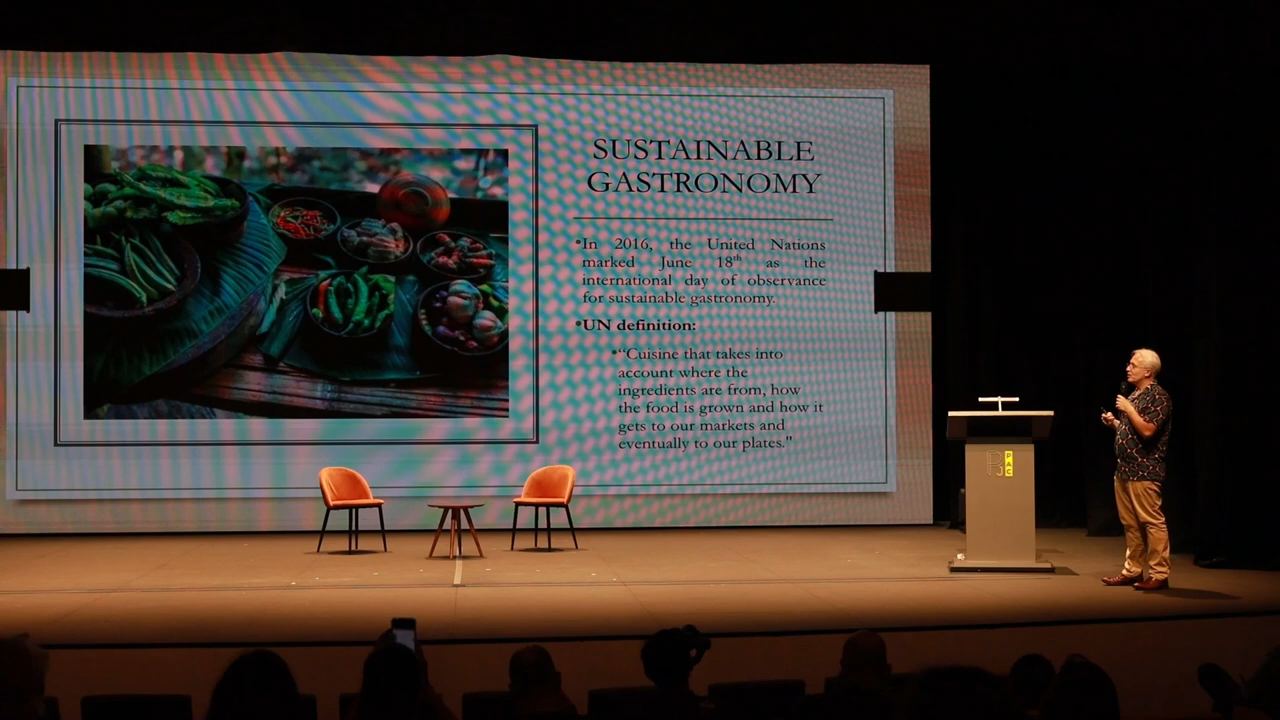 SUSTAINABLE
GASTRONOMY
•In 2016, the United Nations
marked June 18th as the
international day of observance
for sustainable gastronomy.
•UN definition:
•“Cuisine that takes into
account where the
ingredients are from, how
the food is grown and how it
gets to our markets and
eventually to our plates."
PAC